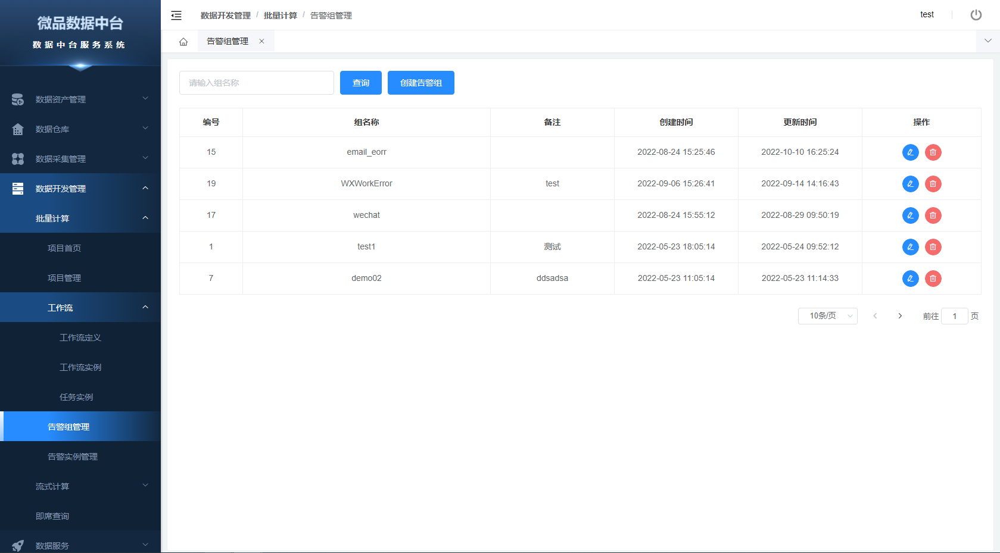 微品数据中台
数据中台服务系统
数据资产管理
数据仓库
数据采集管理
数据开发管理
批量计算
项目首页
项目管理
工作流
工作流定义
工作流实例
任务实例
告警组管理
告警实例管理
流式计算
即席查询
数据服务
数据开发管理 / 批量计算 / 告警组管理
test
告警组管理
请输入组名称 查询 创建告警组
编号 组名称 备注 创建时间 更新时间 操作
15 email_eorr 2022-08-24 15:25:46 2022-10-10 16:25:24
19 WXWorkError test 2022-09-06 15:26:41 2022-09-14 14:16:43
17 wechat 2022-08-24 15:55:12 2022-08-29 09:50:19
1 test1 测试 2022-05-23 18:05:14 2022-05-24 09:52:12
7 demo02 ddsadsa 2022-05-23 11:05:14 2022-05-23 11:14:33
10条/页 前往 1 页